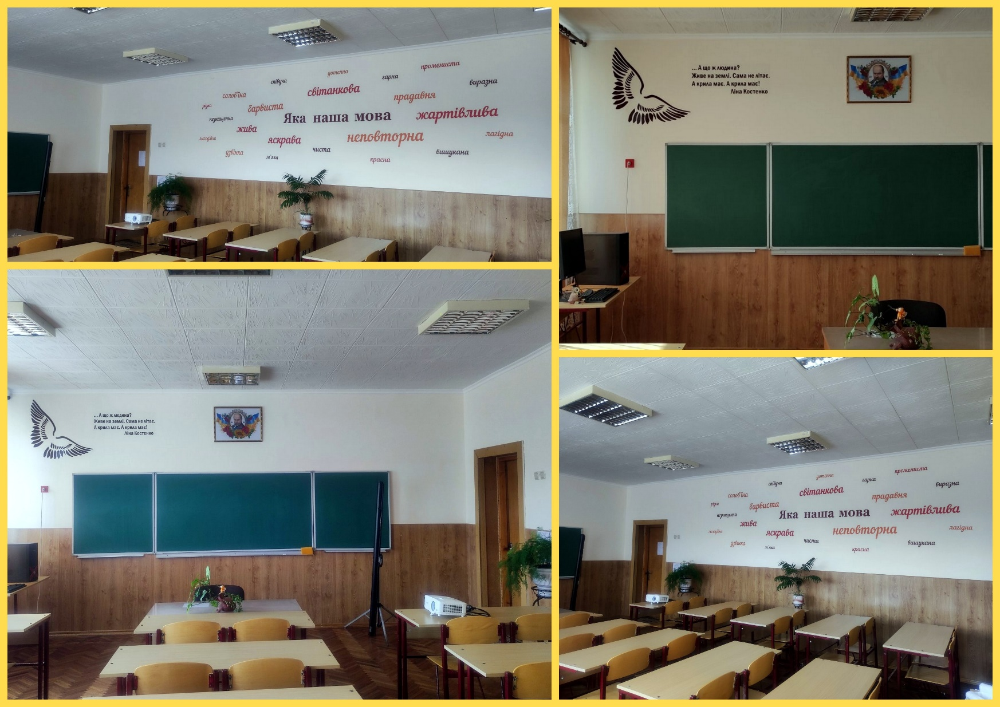 промениста
дотепна
гарна
співуча
виразна
світанкова
солов'їна
прадавня
рідна
барвиста
жартівлива
незнищенна
Яка наша мова
жива
лагідна
мелодійна
яскрава
неповторна
чиста
дзвінка
м'яка
вишукана
красна
... А що ж людина?
Живе на землі. Сама не літає.
А крила має. А крила має!
Ліна Костенко
... А що ж людина?
Живе на землі. Сама не літає.
А крила має. А крила має!
Ліна Костенко
промениста
дотепна
гарна
співуча
виразна
світанкова
солов'їна
прадавня
рідна
барвиста
жартівлива
незнищенна
Яка наша мова
жива
лагідна
мелодійна
яскрава
неповторна
чиста
дзвінка
м'яка
вишукана
красна